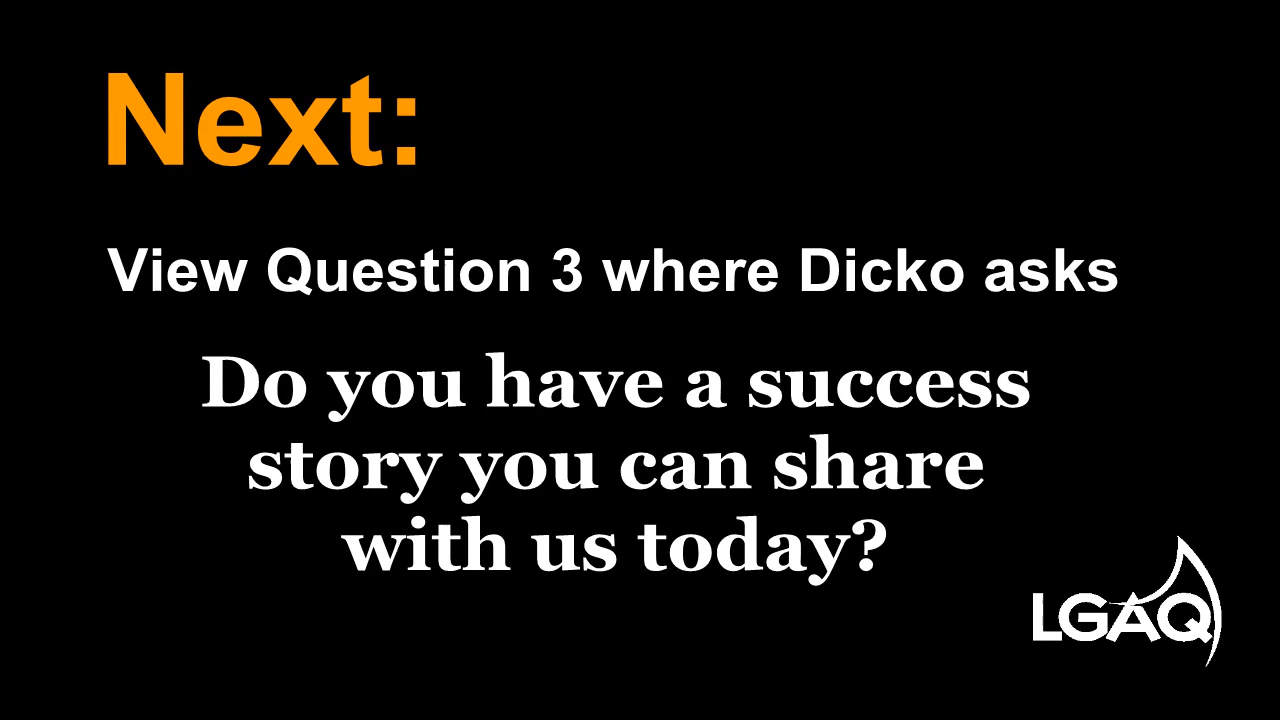 Next:
View Question 3 where Dicko asks
Do you have a success
story you can share
with us today?
LGAQ